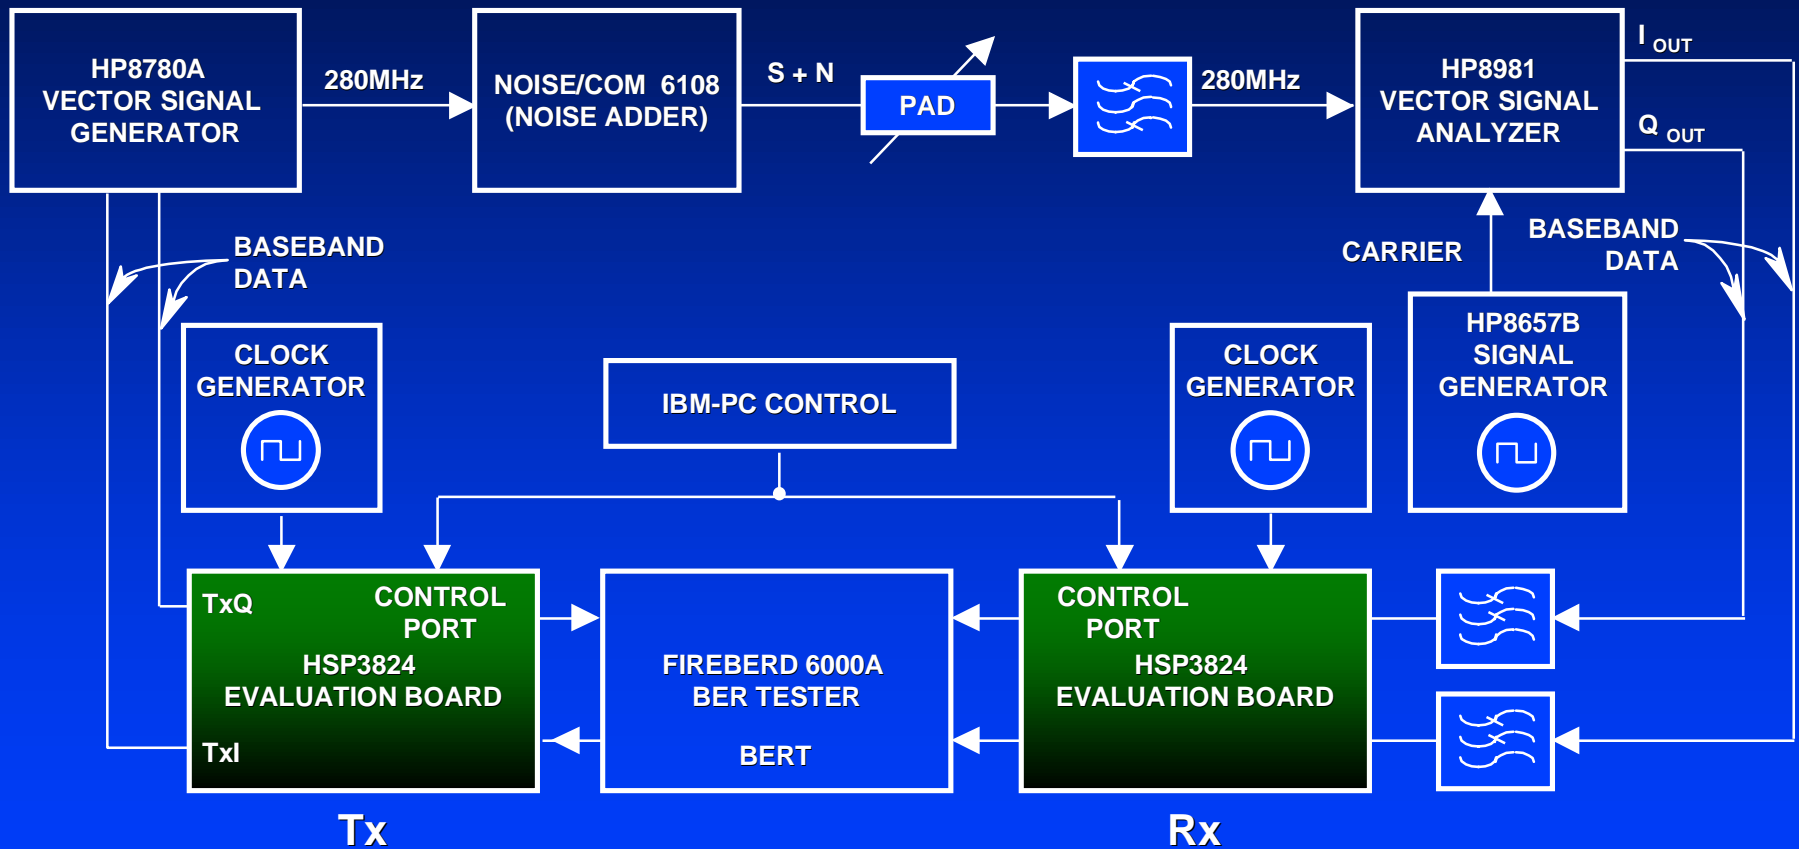 HP8780A
VECTOR SIGNAL
GENERATOR
280MHz
NOISE/COM 6108
(NOISE ADDER)
S + N
PAD
280MHz
HP8981
VECTOR SIGNAL
ANALYZER
I OUT
Q OUT
BASEBAND
DATA
CARRIER
BASEBAND
DATA
CLOCK
GENERATOR
IBM-PC CONTROL
CLOCK
GENERATOR
HP8657B
SIGNAL
GENERATOR
TxQ
CONTROL
PORT
HSP3824
EVALUATION BOARD
TxI
FIREBERD 6000A
BER TESTER
BERT
CONTROL
PORT
HSP3824
EVALUATION BOARD
Tx
Rx